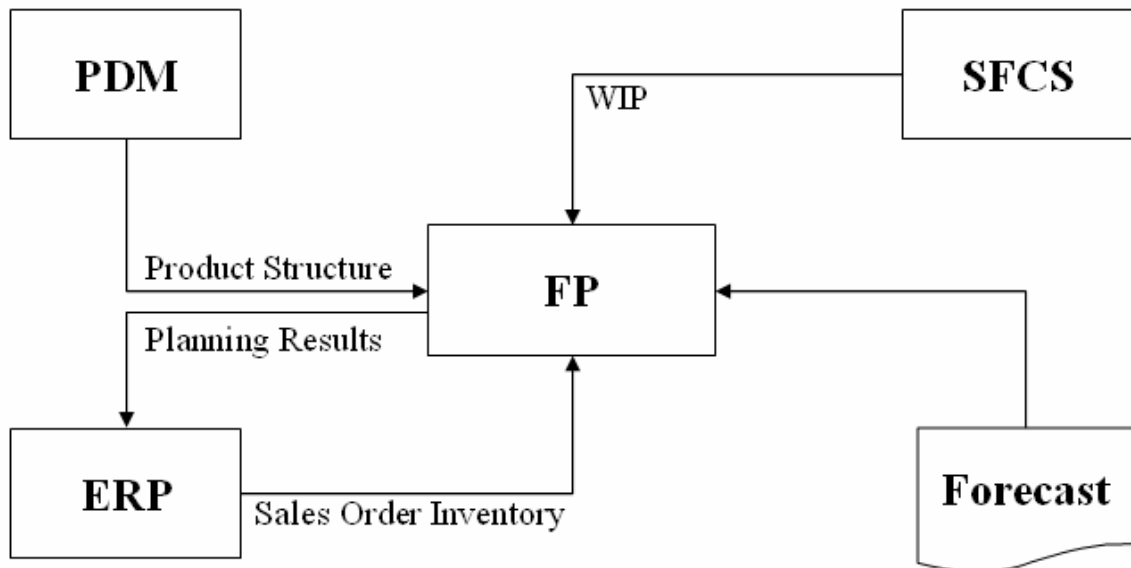 PDM
SFCS
WIP
Product Structure
FP
Planning Results
ERP
Sales Order Inventory
Forecast